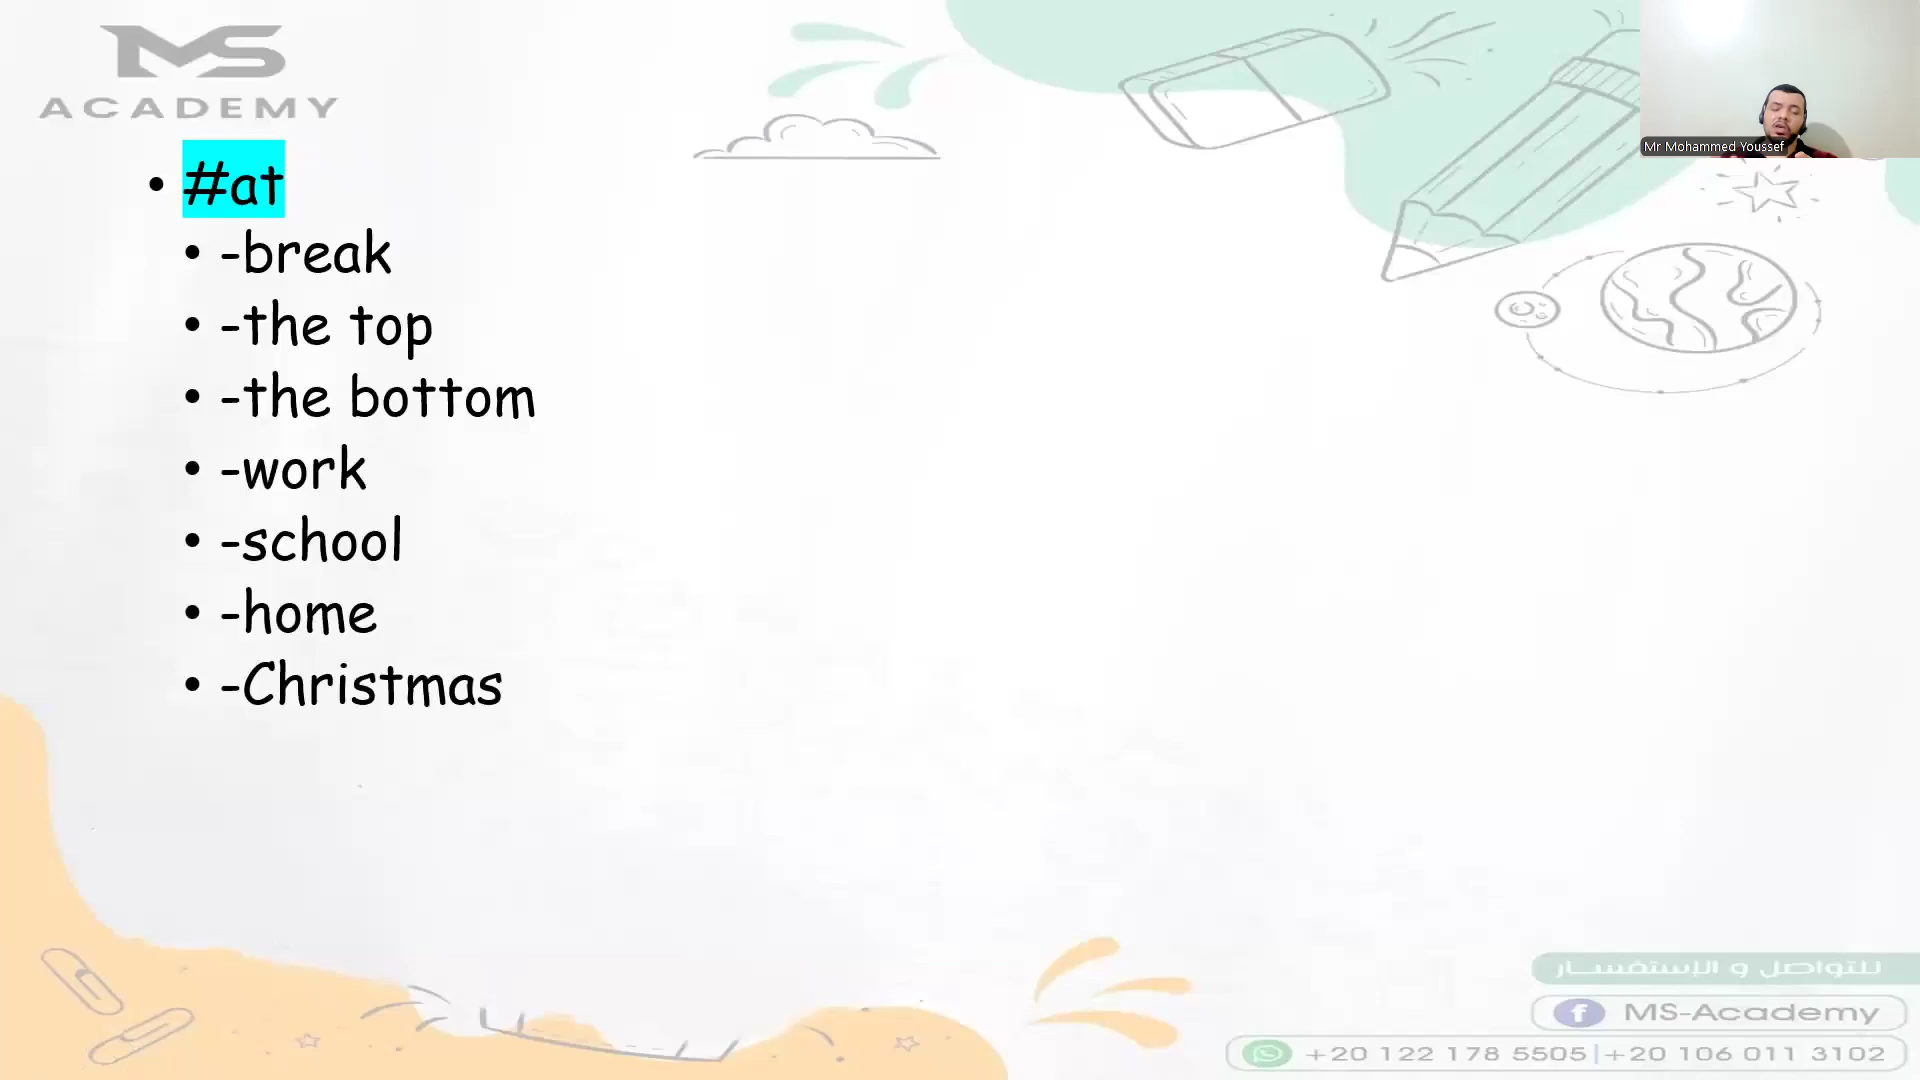 MS
ACADEMY
Mr Mohammed Youssef
• #at
• -break
• -the top
• -the bottom
• -work
• -school
• -home
• -Christmas
للتواصل و الإستفسار
f MS-Academy
+20 122 178 5505 | +20 106 011 3102